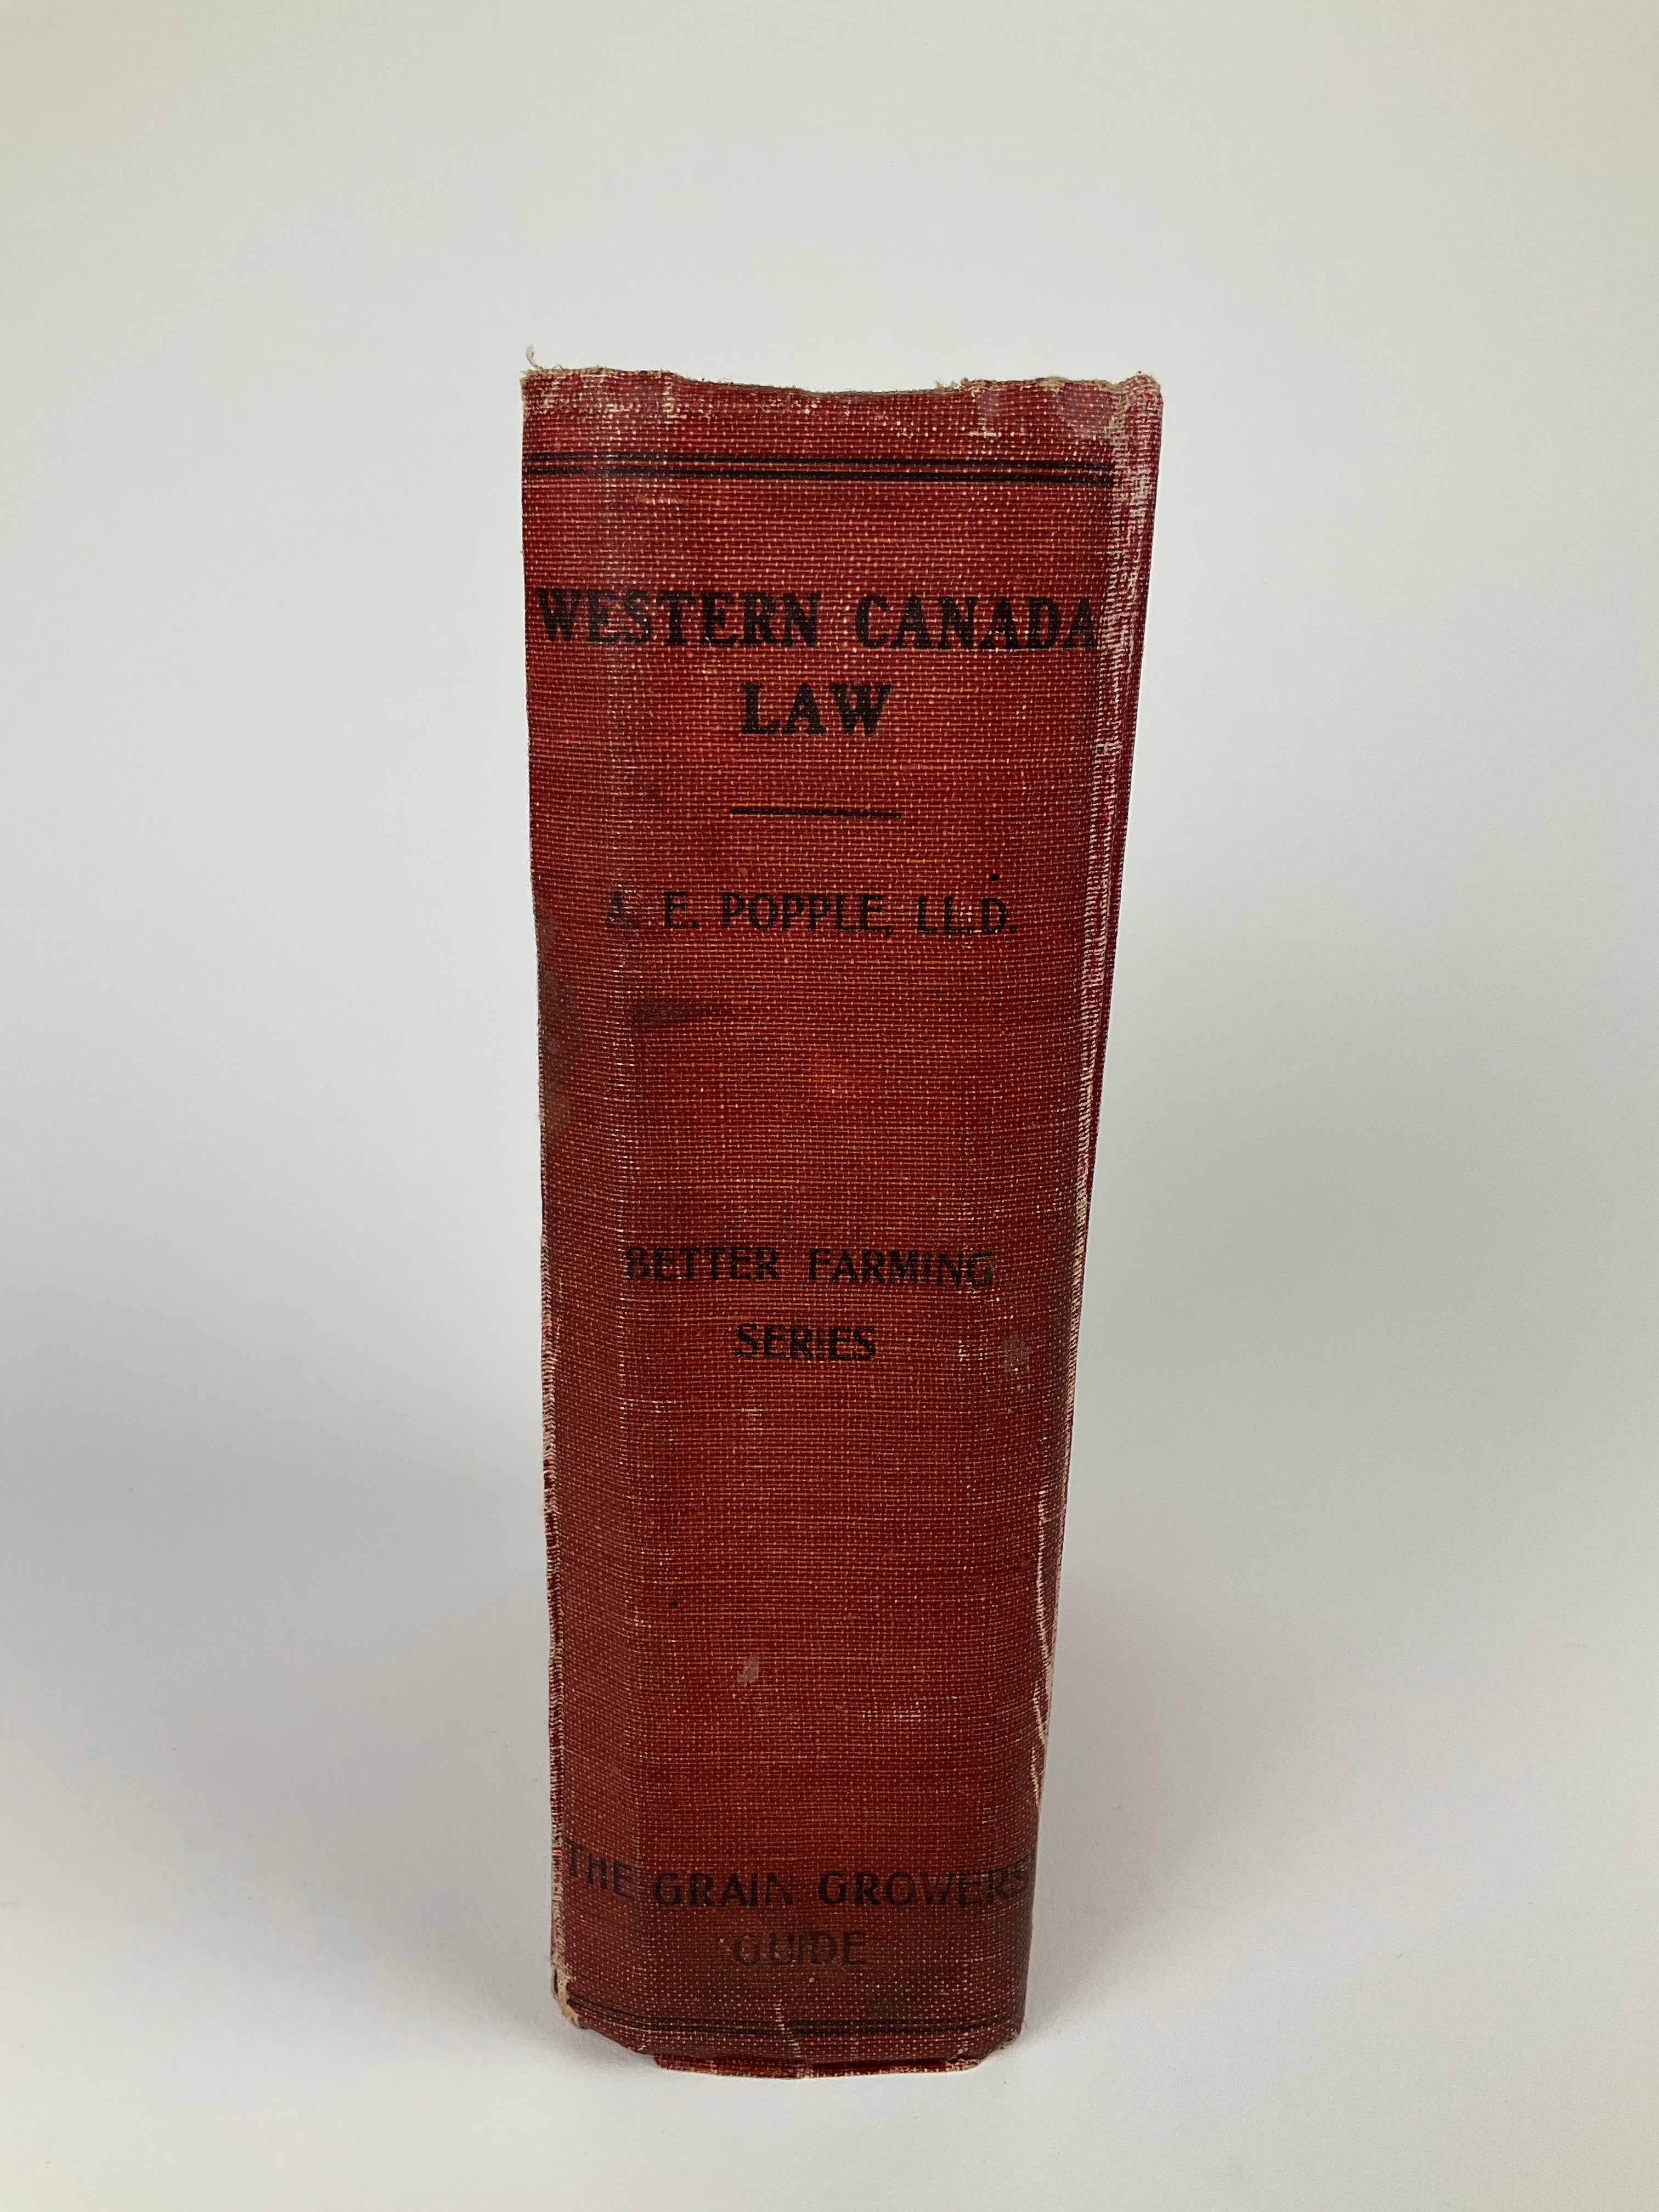 WESTERN CANADA
LAW
A. E. POPPLE, LL.D.
BETTER FARMING
SERIES
THE GRAIN GROWERS'
GUIDE